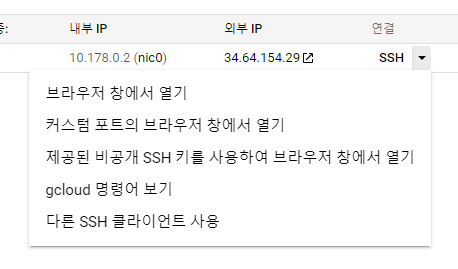 종: 내부 IP 외부 IP 연결
10.178.0.2 (nic0) 34.64.154.29 SSH
브라우저 창에서 열기
커스텀 포트의 브라우저 창에서 열기
제공된 비공개 SSH 키를 사용하여 브라우저 창에서 열기
gcloud 명령어 보기
다른 SSH 클라이언트 사용